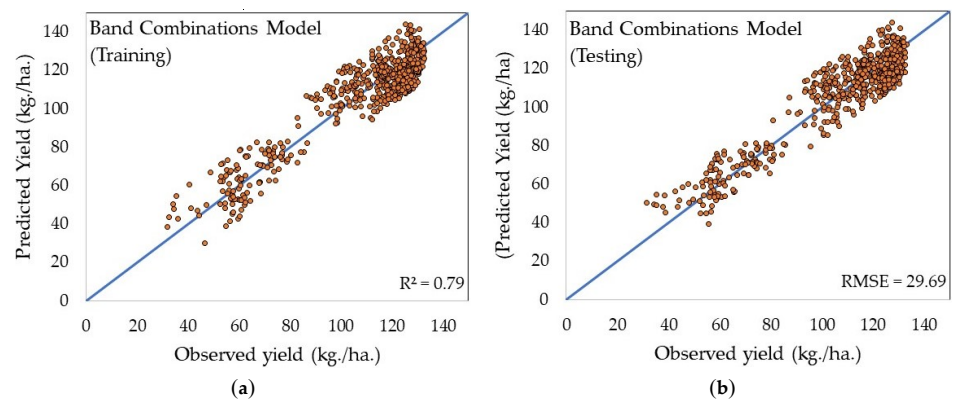 Band Combinations Model
(Training)
Predicted Yield (kg./ha.)
140
120
100
80
60
40
20
0
R² = 0.79
0 20 40 60 80 100 120 140
Observed yield (kg./ha.)
(a)
Band Combinations Model
(Testing)
(Predicted Yield (kg./ha)
140
120
100
80
60
40
20
0
RMSE = 29.69
0 20 40 60 80 100 120 140
Observed yield (kg./ha.)
(b)